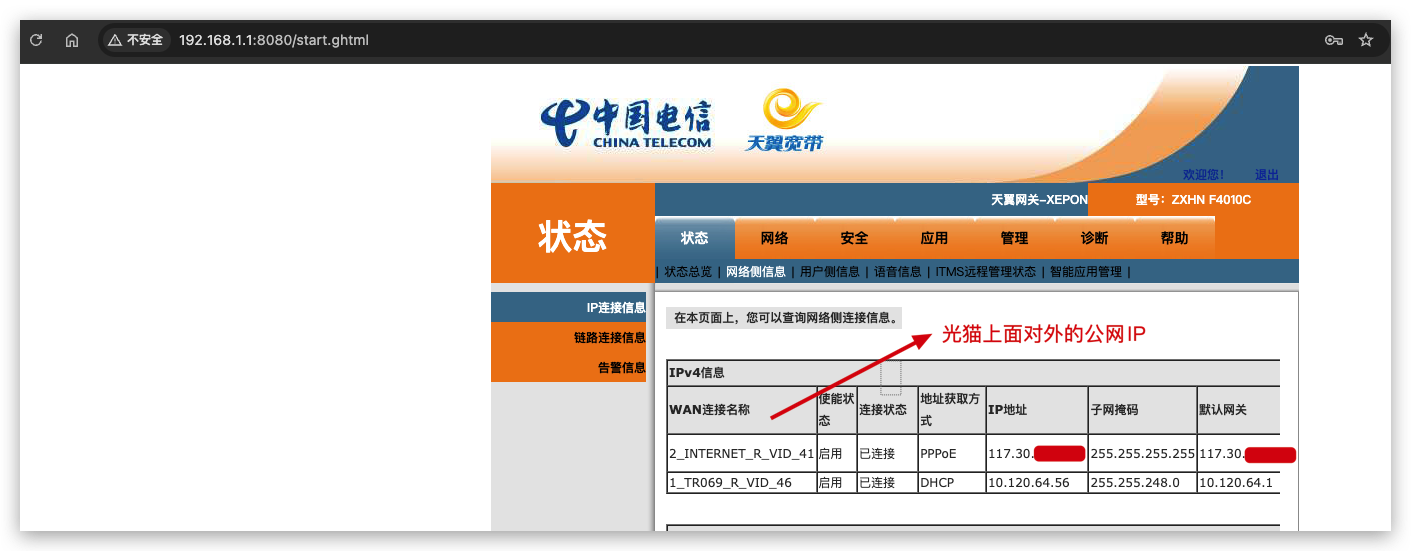 不安全 192.168.1.1:8080/start.ghtml
中国电信
CHINA TELECOM
天翼宽带
欢迎您! 退出
天翼网关-XEPON 型号: ZXHN F4010C
状态
状态 网络 安全 应用 管理 诊断 帮助
| 状态总览 | 网络侧信息 | 用户侧信息 | 语音信息 | ITMS远程管理状态 | 智能应用管理 |
IP连接信息
链路连接信息
告警信息
在本页面上，您可以查询网络侧连接信息。
光猫上面对外的公网IP
IPv4信息
WAN连接名称 使能状态 连接状态 地址获取方式 IP地址 子网掩码 默认网关
2_INTERNET_R_VID_41 启用 已连接 PPPoE 117.30. 255.255.255.255 117.30.
1_TR069_R_VID_46 启用 已连接 DHCP 10.120.64.56 255.255.248.0 10.120.64.1